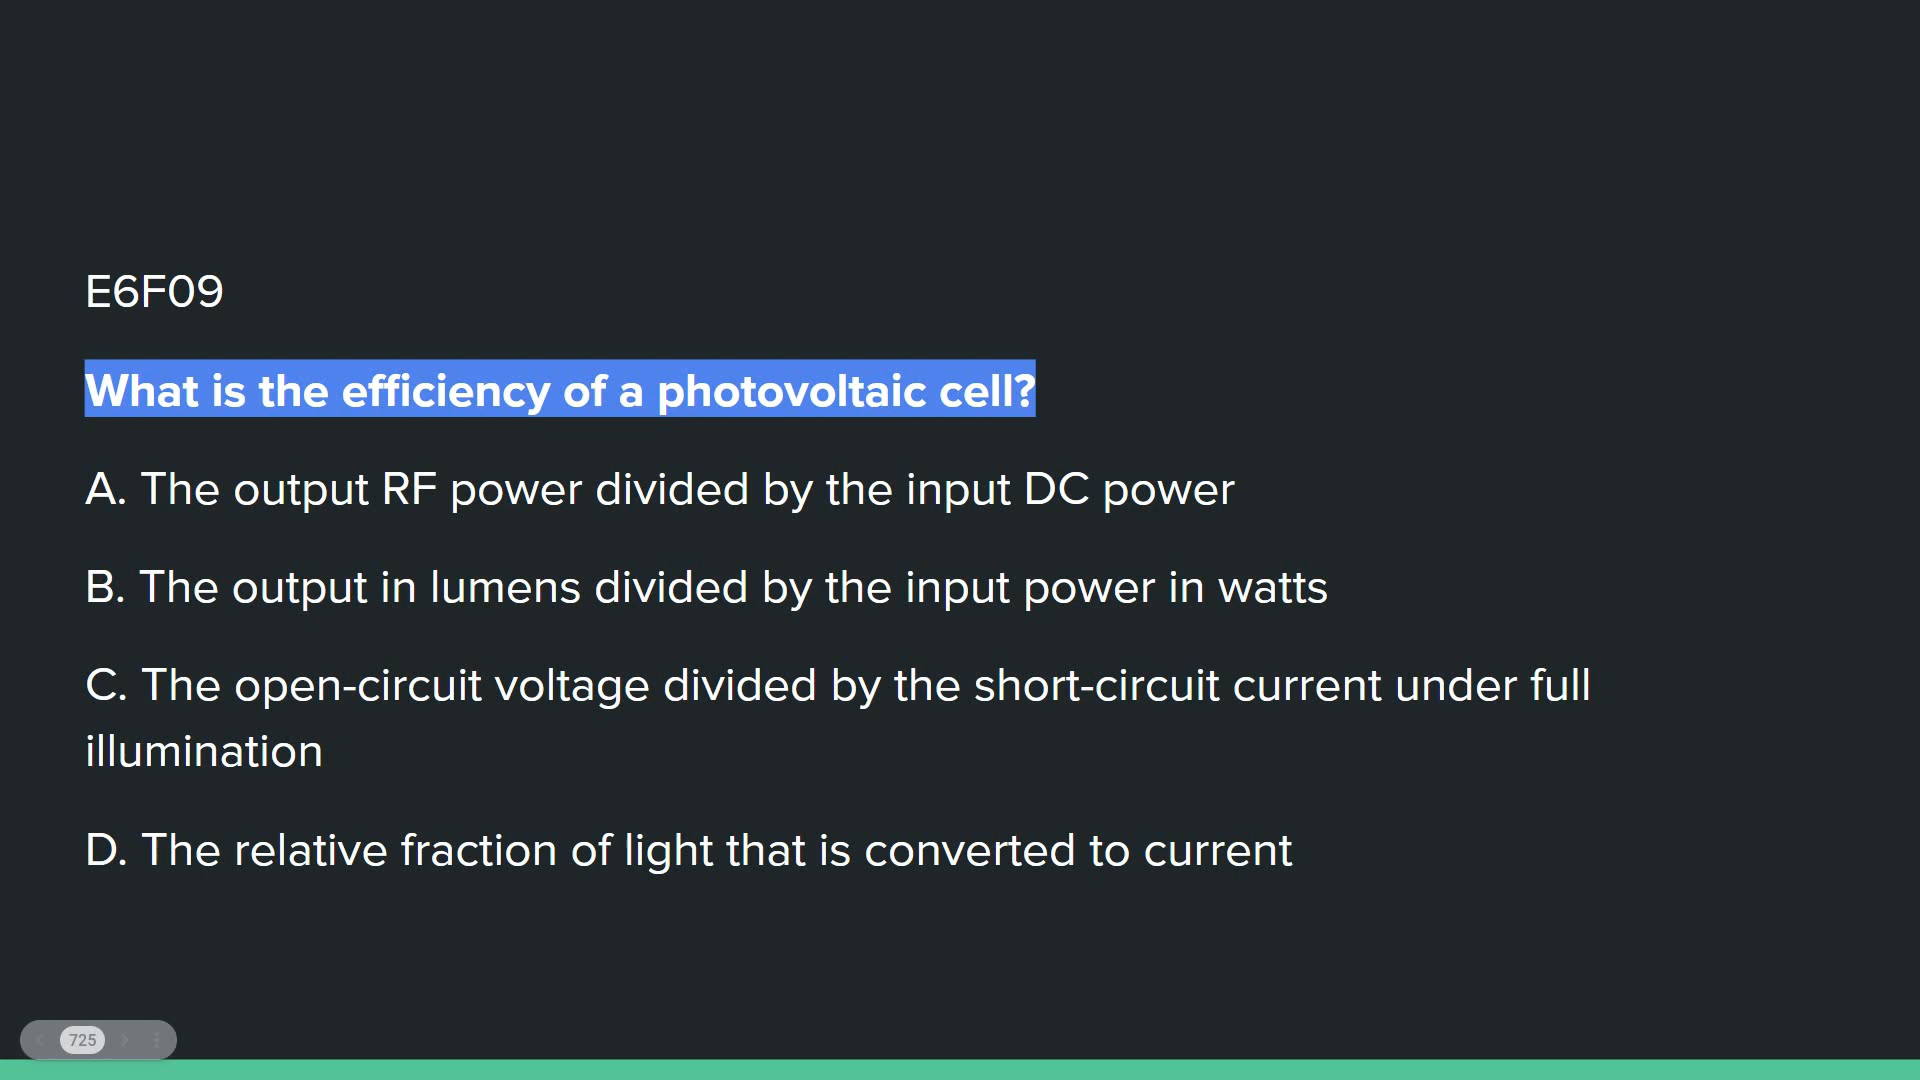 E6F09
What is the efficiency of a photovoltaic cell?
A. The output RF power divided by the input DC power
B. The output in lumens divided by the input power in watts
C. The open-circuit voltage divided by the short-circuit current under full
illumination
D. The relative fraction of light that is converted to current
725